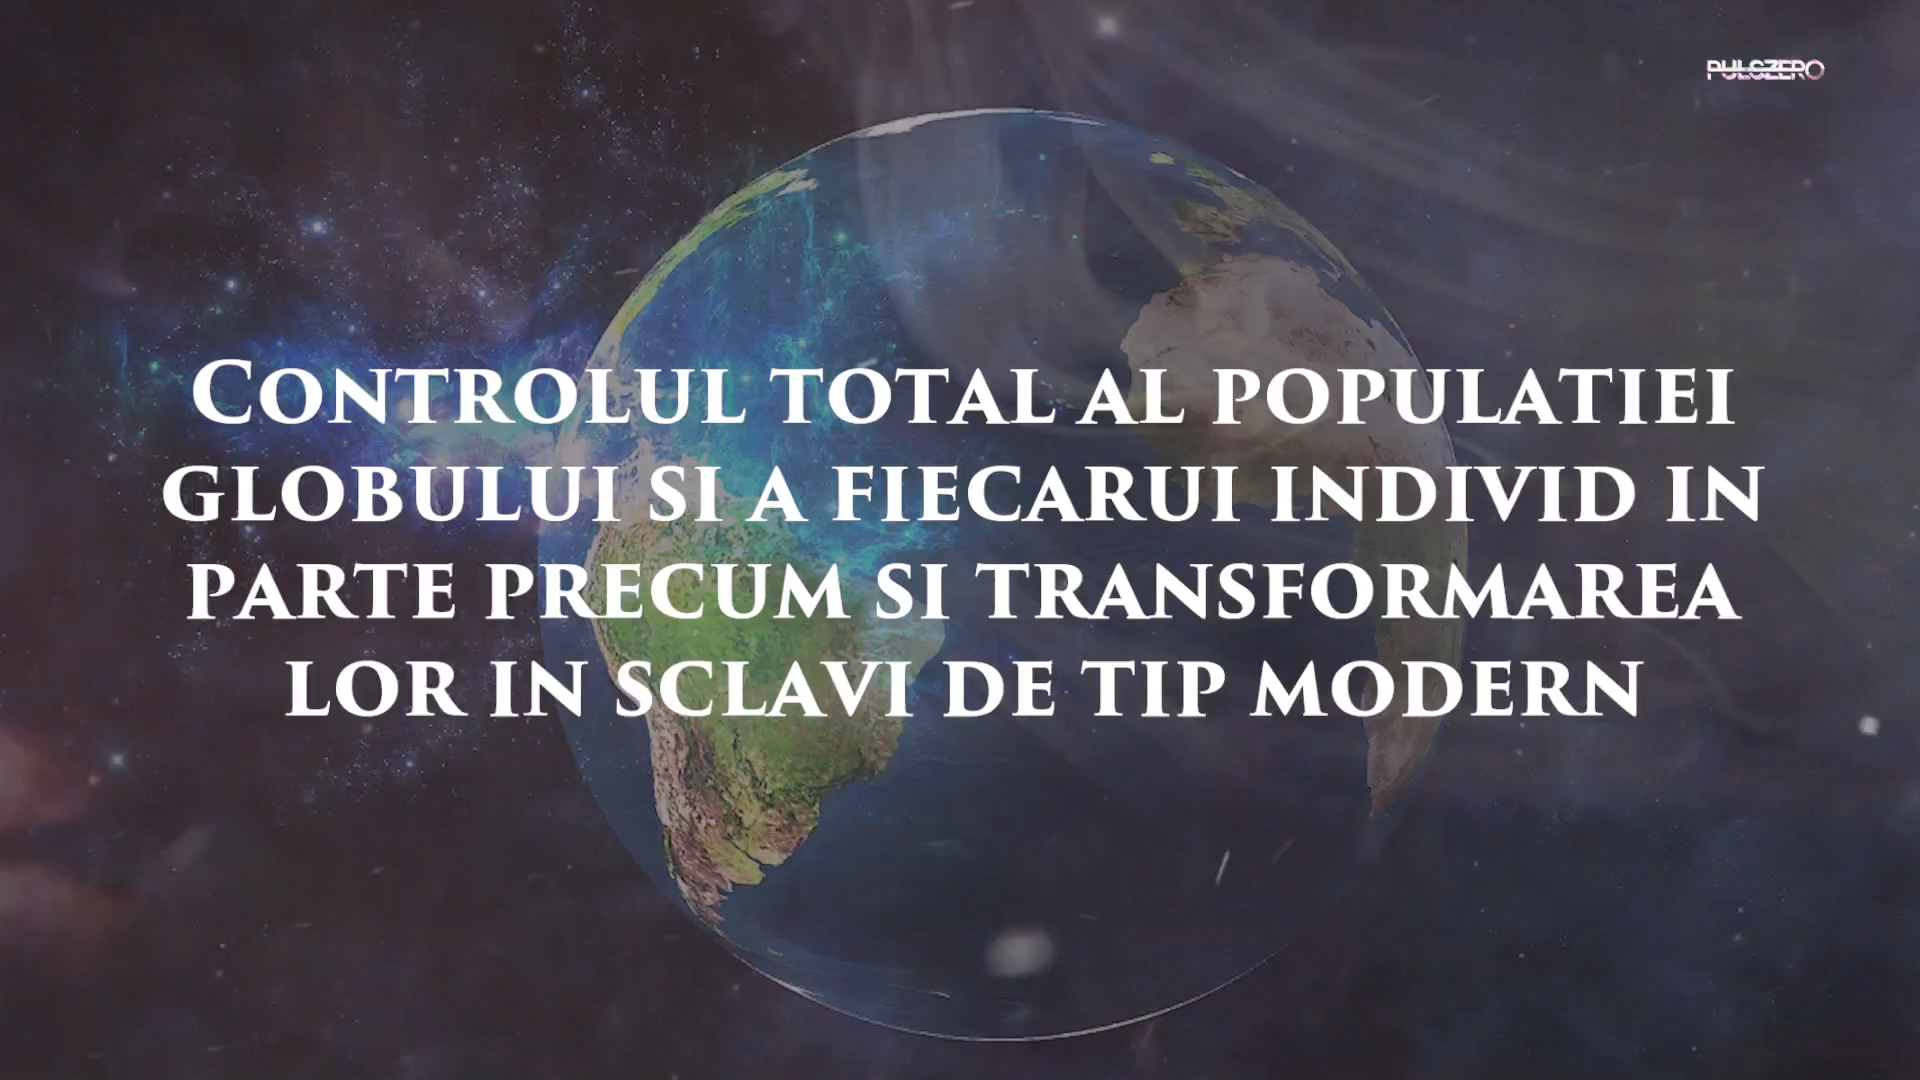 PULSZERO
CONTROLUL TOTAL AL POPULATIEI
GLOBULUI SI A FIECARUI INDIVID IN
PARTE PRECUM SI TRANSFORMAREA
LOR IN SCLAVI DE TIP MODERN